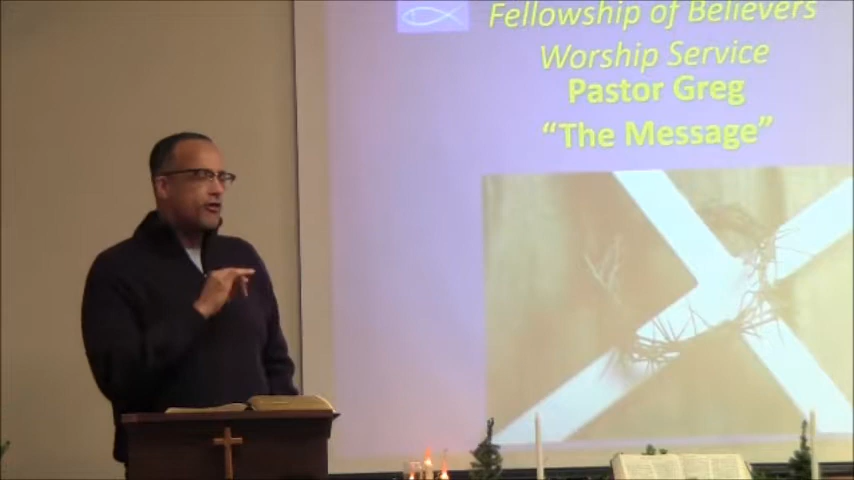 Fellowship of Believers
Worship Service
Pastor Greg
“The Message”